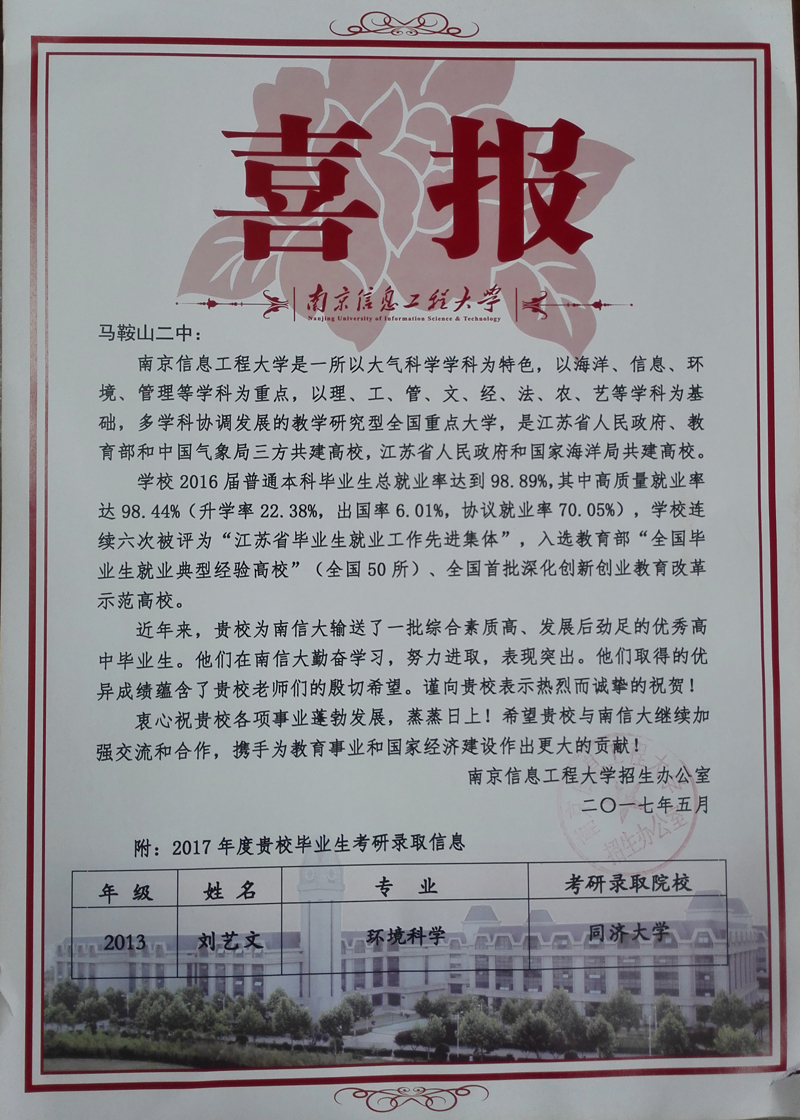 喜报
南京信息工程大学
Nanjing University of Information Science & Technology
马鞍山二中：
南京信息工程大学是一所以大气科学学科为特色，以海洋、信息、环
境、管理等学科为重点，以理、工、管、文、经、法、农、艺等学科为基
础，多学科协调发展的教学研究型全国重点大学，是江苏省人民政府、教
育部和中国气象局三方共建高校，江苏省人民政府和国家海洋局共建高校。
学校 2016 届普通本科毕业生总就业率达到 98.89%，其中高质量就业率
达 98.44%（升学率 22.38%，出国率 6.01%，协议就业率 70.05%），学校连
续六次被评为“江苏省毕业生就业工作先进集体”，入选教育部“全国毕
业生就业典型经验高校”（全国 50 所）、全国首批深化创新创业教育改革
示范高校。
近年来，贵校为南信大输送了一批综合素质高、发展后劲足的优秀高
中毕业生。他们在南信大勤奋学习，努力进取，表现突出。他们取得的优
异成绩蕴含了贵校老师们的殷切希望。谨向贵校表示热烈而诚挚的祝贺！
衷心祝贵校各项事业蓬勃发展，蒸蒸日上！希望贵校与南信大继续加
强交流和合作，携手为教育事业和国家经济建设作出更大的贡献！
南京信息工程大学招生办公室
二〇一七年五月
招生办公室
附：2017 年度贵校毕业生考研录取信息
年级 姓名 专业 考研录取院校
2013 刘艺文 环境科学 同济大学